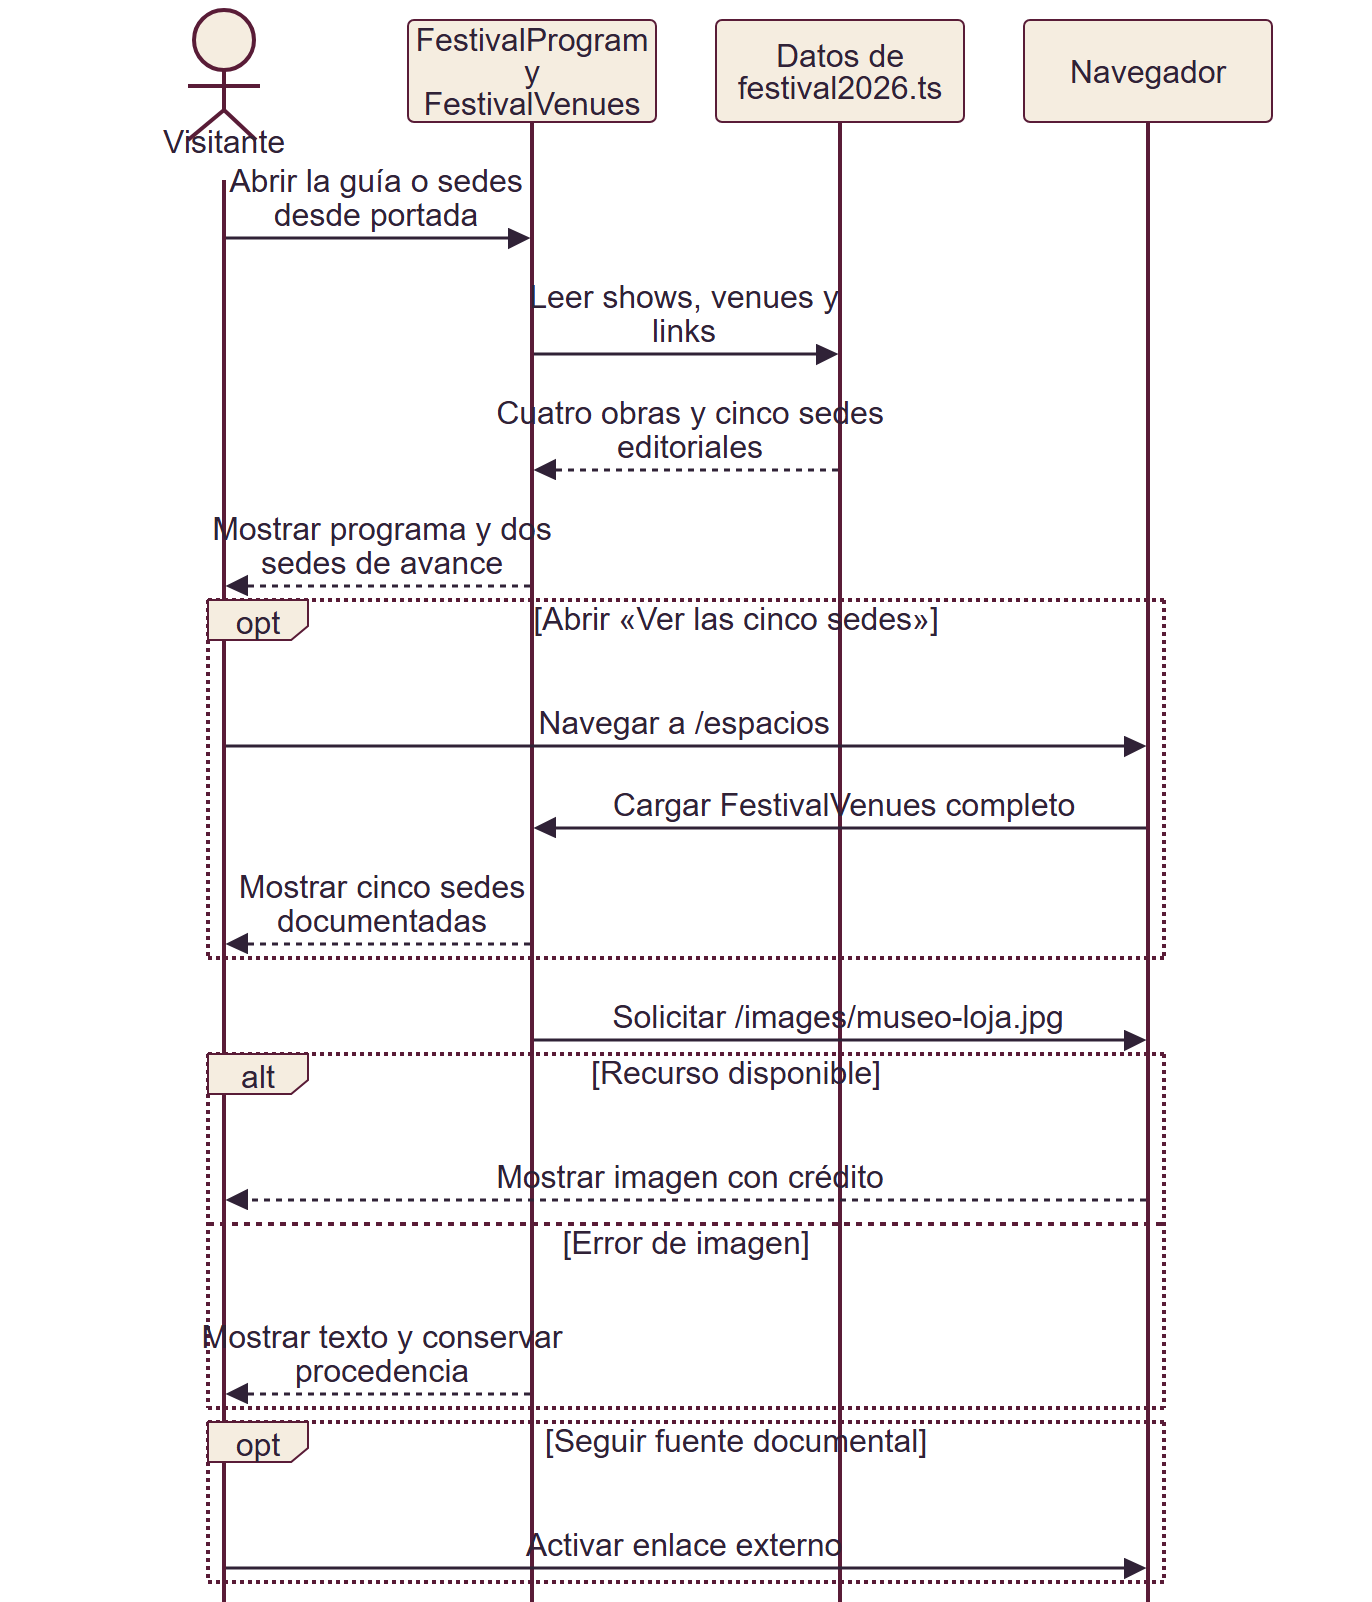 FestivalProgram
y
FestivalVenues
Datos de
festival2026.ts
Navegador
Visitante
Abrir la guía o sedes
desde portada
Leer shows, venues y
links
Cuatro obras y cinco sedes
editoriales
Mostrar programa y dos
sedes de avance
opt
[Abrir «Ver las cinco sedes»]
Navegar a /espacios
Cargar FestivalVenues completo
Mostrar cinco sedes
documentadas
Solicitar /images/museo-loja.jpg
alt
[Recurso disponible]
Mostrar imagen con crédito
[Error de imagen]
Mostrar texto y conservar
procedencia
opt
[Seguir fuente documental]
Activar enlace externo